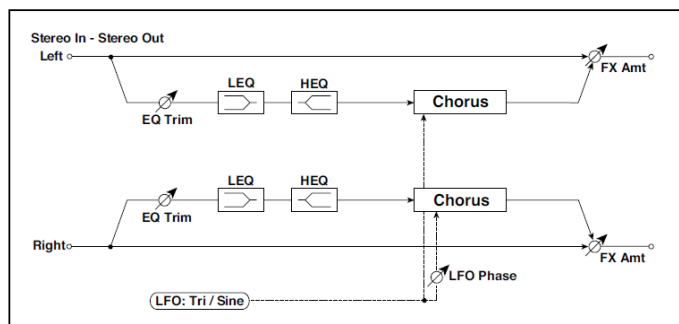 Stereo In - Stereo Out
Left
FX Amt
LEQ
HEQ
Chorus
EQ Trim
LEQ
HEQ
Chorus
EQ Trim
Right
FX Amt
LFO Phase
LFO: Tri / Sine